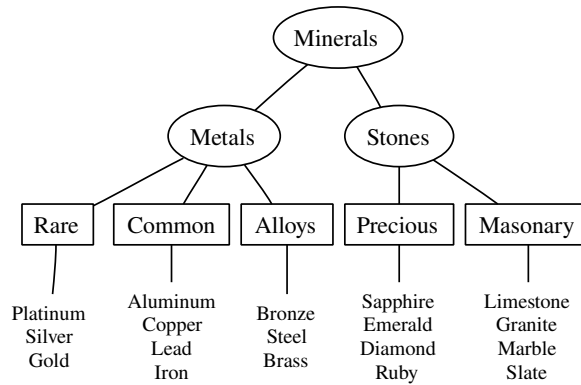 Minerals
Metals
Stones
Rare
Common
Alloys
Precious
Masonary
Platinum
Silver
Gold
Aluminum
Copper
Lead
Iron
Bronze
Steel
Brass
Sapphire
Emerald
Diamond
Ruby
Limestone
Granite
Marble
Slate